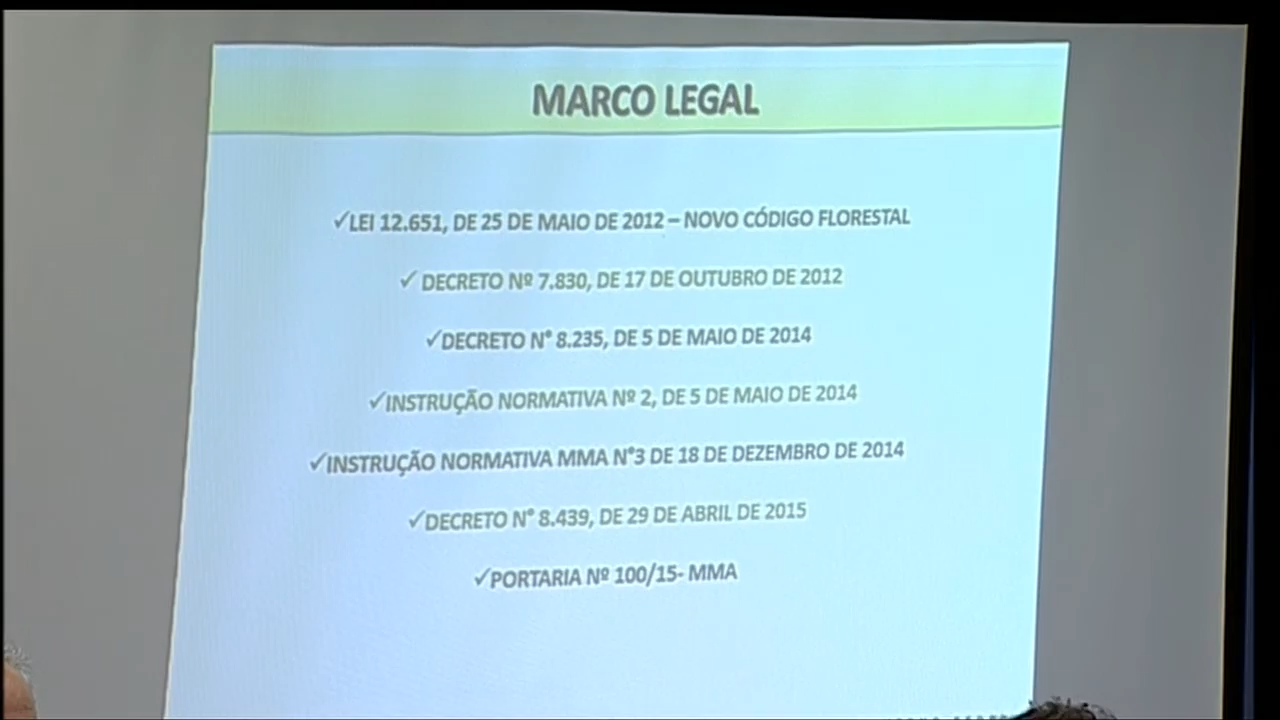 MARCO LEGAL
✓LEI 12.651, DE 25 DE MAIO DE 2012 – NOVO CÓDIGO FLORESTAL
✓ DECRETO Nº 7.830, DE 17 DE OUTUBRO DE 2012
✓DECRETO N° 8.235, DE 5 DE MAIO DE 2014
✓INSTRUÇÃO NORMATIVA Nº 2, DE 5 DE MAIO DE 2014
✓INSTRUÇÃO NORMATIVA MMA N°3 DE 18 DE DEZEMBRO DE 2014
✓DECRETO N° 8.439, DE 29 DE ABRIL DE 2015
✓PORTARIA Nº 100/15- MMA